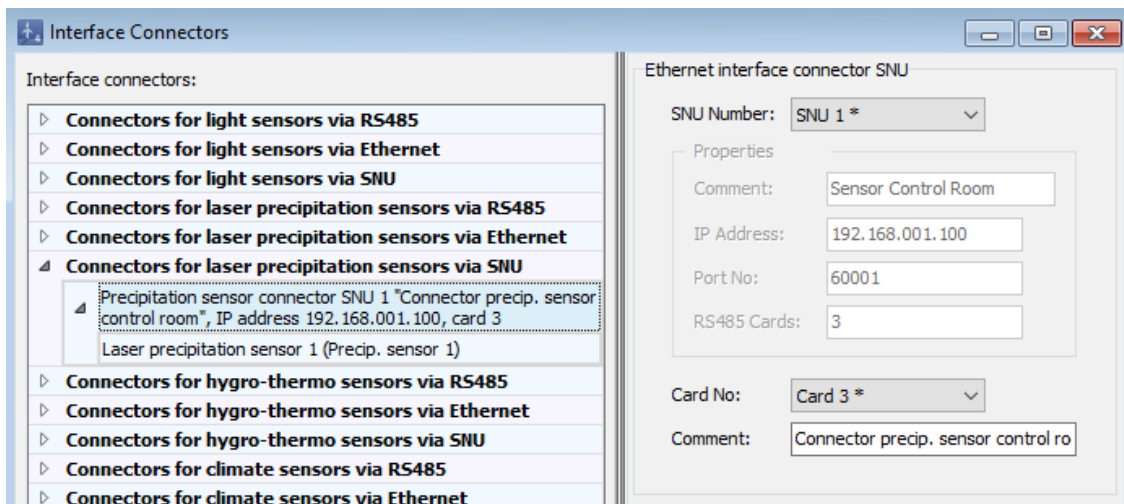 Interface Connectors
Interface connectors:
Connectors for light sensors via RS485
Connectors for light sensors via Ethernet
Connectors for light sensors via SNU
Connectors for laser precipitation sensors via RS485
Connectors for laser precipitation sensors via Ethernet
Connectors for laser precipitation sensors via SNU
Precipitation sensor connector SNU 1 "Connector precip. sensor
control room", IP address 192.168.001.100, card 3
Laser precipitation sensor 1 (Precip. sensor 1)
Connectors for hygro-thermo sensors via RS485
Connectors for hygro-thermo sensors via Ethernet
Connectors for hygro-thermo sensors via SNU
Connectors for climate sensors via RS485
Connectors for climate sensors via Ethernet
Ethernet interface connector SNU
SNU Number: SNU 1 *
Properties
Comment: Sensor Control Room
IP Address: 192.168.001.100
Port No: 60001
RS485 Cards: 3
Card No: Card 3 *
Comment: Connector precip. sensor control ro